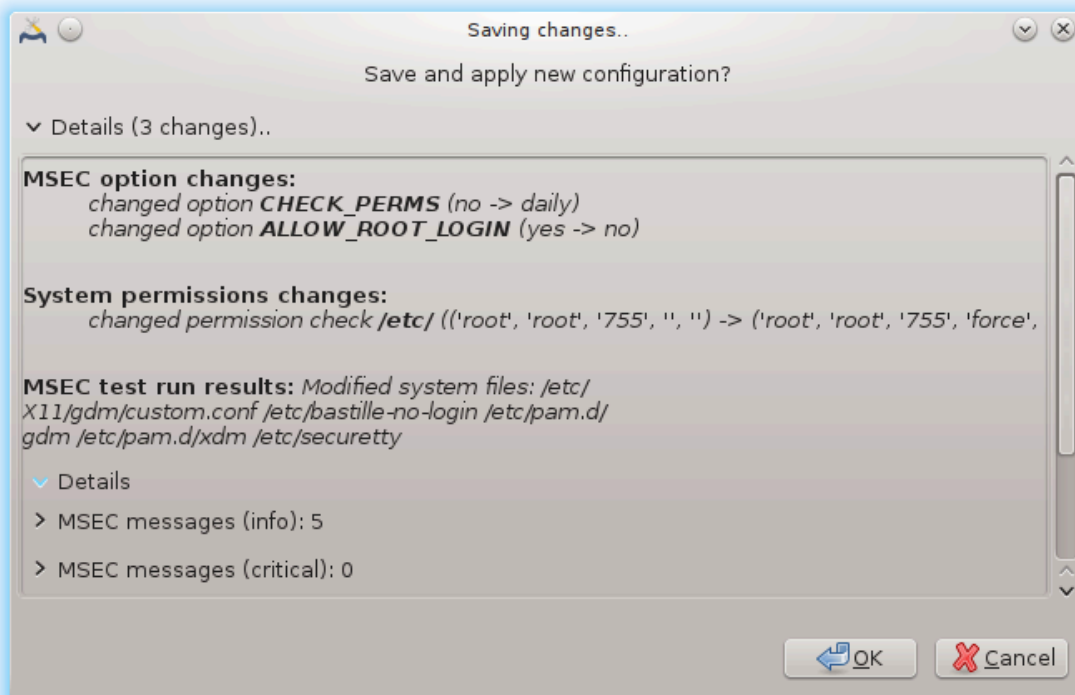 Saving changes..
Save and apply new configuration?
Details (3 changes)..
MSEC option changes:
changed option CHECK_PERMS (no -> daily)
changed option ALLOW_ROOT_LOGIN (yes -> no)
System permissions changes:
changed permission check /etc/ (('root', 'root', '755', '', '') -> ('root', 'root', '755', 'force',
MSEC test run results: Modified system files: /etc/
X11/gdm/custom.conf /etc/bastille-no-login /etc/pam.d/
gdm /etc/pam.d/xdm /etc/securetty
Details
MSEC messages (info): 5
MSEC messages (critical): 0
OK Cancel